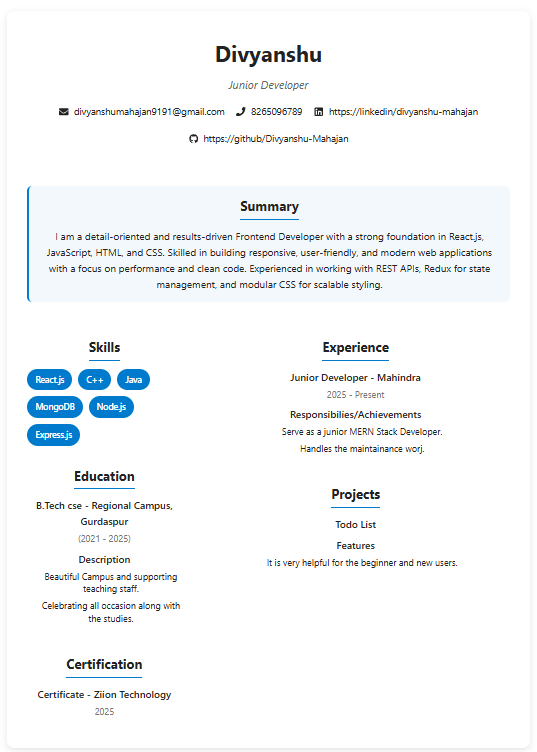 Divyanshu
Junior Developer
divyanshumahajan9191@gmail.com 8265096789 https://linkedin/divyanshu-mahajan
https://github/Divyanshu-Mahajan
Summary
I am a detail-oriented and results-driven Frontend Developer with a strong foundation in React.js,
JavaScript, HTML, and CSS. Skilled in building responsive, user-friendly, and modern web applications
with a focus on performance and clean code. Experienced in working with REST APIs, Redux for state
management, and modular CSS for scalable styling.
Skills
React.js C++ Java
MongoDB Node.js
Express.js
Education
B.Tech cse - Regional Campus,
Gurdaspur
(2021 - 2025)
Description
Beautiful Campus and supporting
teaching staff.
Celebrating all occasion along with
the studies.
Certification
Certificate - Ziion Technology
2025
Experience
Junior Developer - Mahindra
2025 - Present
Responsibilies/Achievements
Serve as a junior MERN Stack Developer.
Handles the maintainance worj.
Projects
Todo List
Features
It is very helpful for the beginner and new users.